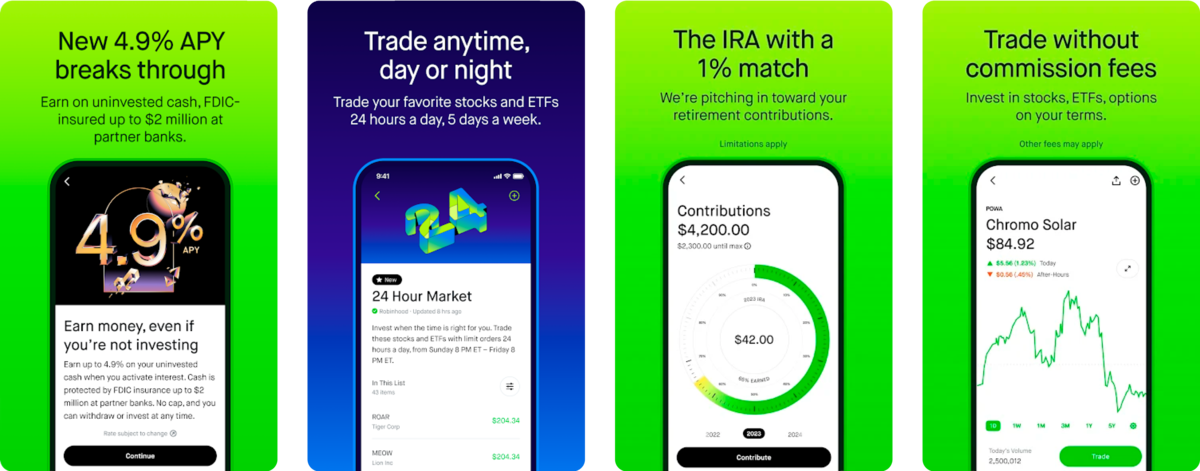 New 4.9% APY
breaks through
Earn on uninvested cash, FDIC-
insured up to $2 million at
partner banks.
4.9%
APY
Earn money, even if
you're not investing
Earn up to 4.9% on your uninvested
cash when you activate interest. Cash is
protected by FDIC insurance up to $2
million at partner banks. No cap, and you
can withdraw or invest at any time.
Rate subject to change
Continue
Trade anytime,
day or night
Trade your favorite stocks and ETFs
24 hours a day, 5 days a week.
9:41
24
New
24 Hour Market
Robinhood · Updated 8 hrs ago
Invest when the time is right for you. Trade
these stocks and ETFs with limit orders 24
hours a day, from Sunday 8 PM ET – Friday 8
PM ET.
In This List
43 items
ROAR
Tiger Corp
$204.34
MEOW
Lion Inc
$204.34
The IRA with a
1% match
We're pitching in toward your
retirement contributions.
Limitations apply
Contributions
$4,200.00
$2,300.00 until max
2023 IRA
$42.00
65% EARNED
2022
2023
2024
Contribute
Trade without
commission fees
Invest in stocks, ETFs, options
on your terms.
Other fees may apply
POWA
Chromo Solar
$84.92
$5.56 (1.23%) Today
$0.56 (.45%) After-Hours
1D
1W
1M
3M
1Y
5Y
Today's Volume
2,500,012
Trade